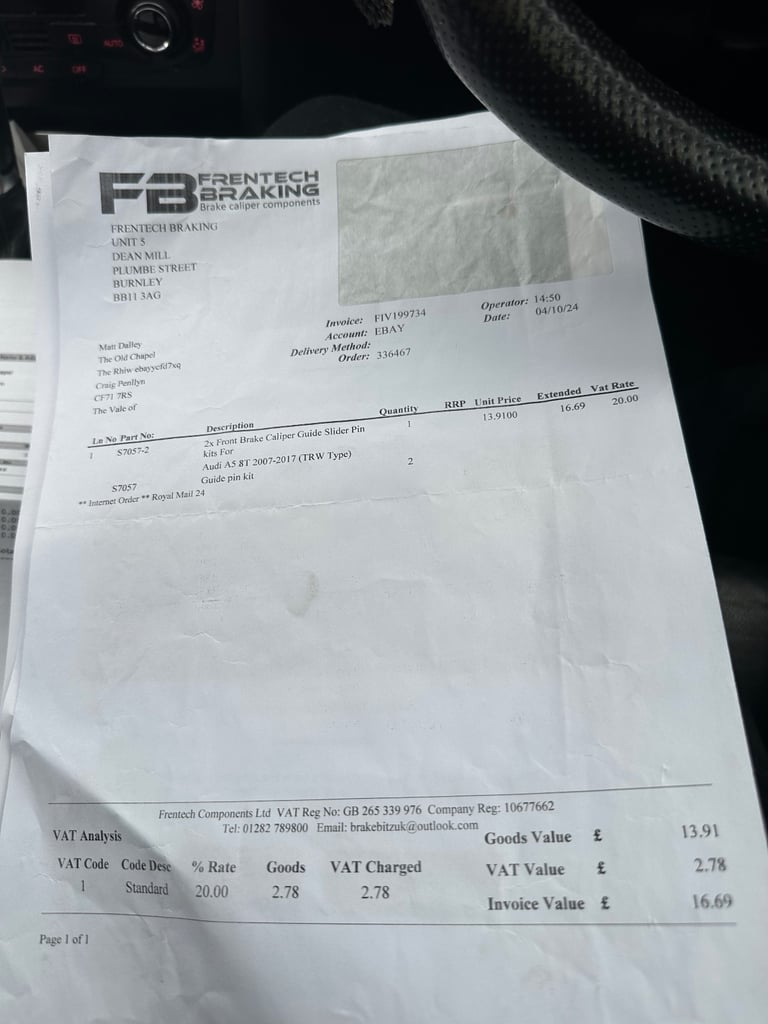 AUTO
AC
OFF
FB FRENTECH
BRAKING
Brake caliper components
FRENTECH BRAKING
UNIT 5
DEAN MILL
PLUMBE STREET
BURNLEY
BB11 3AG
Invoice: FIV199734
Account: EBAY
Delivery Method:
Order: 336467
Operator: 14:50
Date: 04/10/24
Matt Dalley
The Old Chapel
The Rhiw ebayycfd7xq
Craig Penllyn
CF71 7RS
The Vale of
Ln No Part No: Description Quantity RRP Unit Price Extended Vat Rate
1 S7057-2 2x Front Brake Caliper Guide Slider Pin 1 13.9100 16.69 20.00
kits For
Audi A5 8T 2007-2017 (TRW Type)
S7057 Guide pin kit 2
** Internet Order ** Royal Mail 24
Frentech Components Ltd VAT Reg No: GB 265 339 976 Company Reg: 10677662
Tel: 01282 789800 Email: brakebitzuk@outlook.com
VAT Analysis
VAT Code Code Desc % Rate Goods VAT Charged
1 Standard 20.00 2.78 2.78
Goods Value £ 13.91
VAT Value £ 2.78
Invoice Value £ 16.69
Page 1 of 1